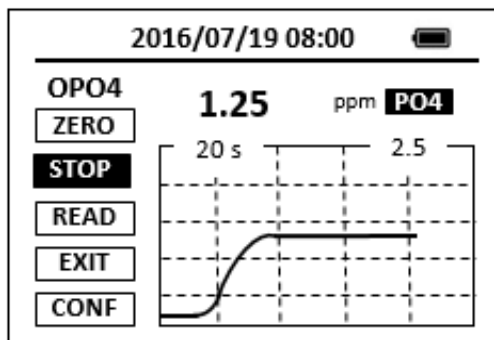 2016/07/19 08:00
OPO4
1.25 ppm PO4
ZERO
STOP
READ
EXIT
CONF
20 s 2.5